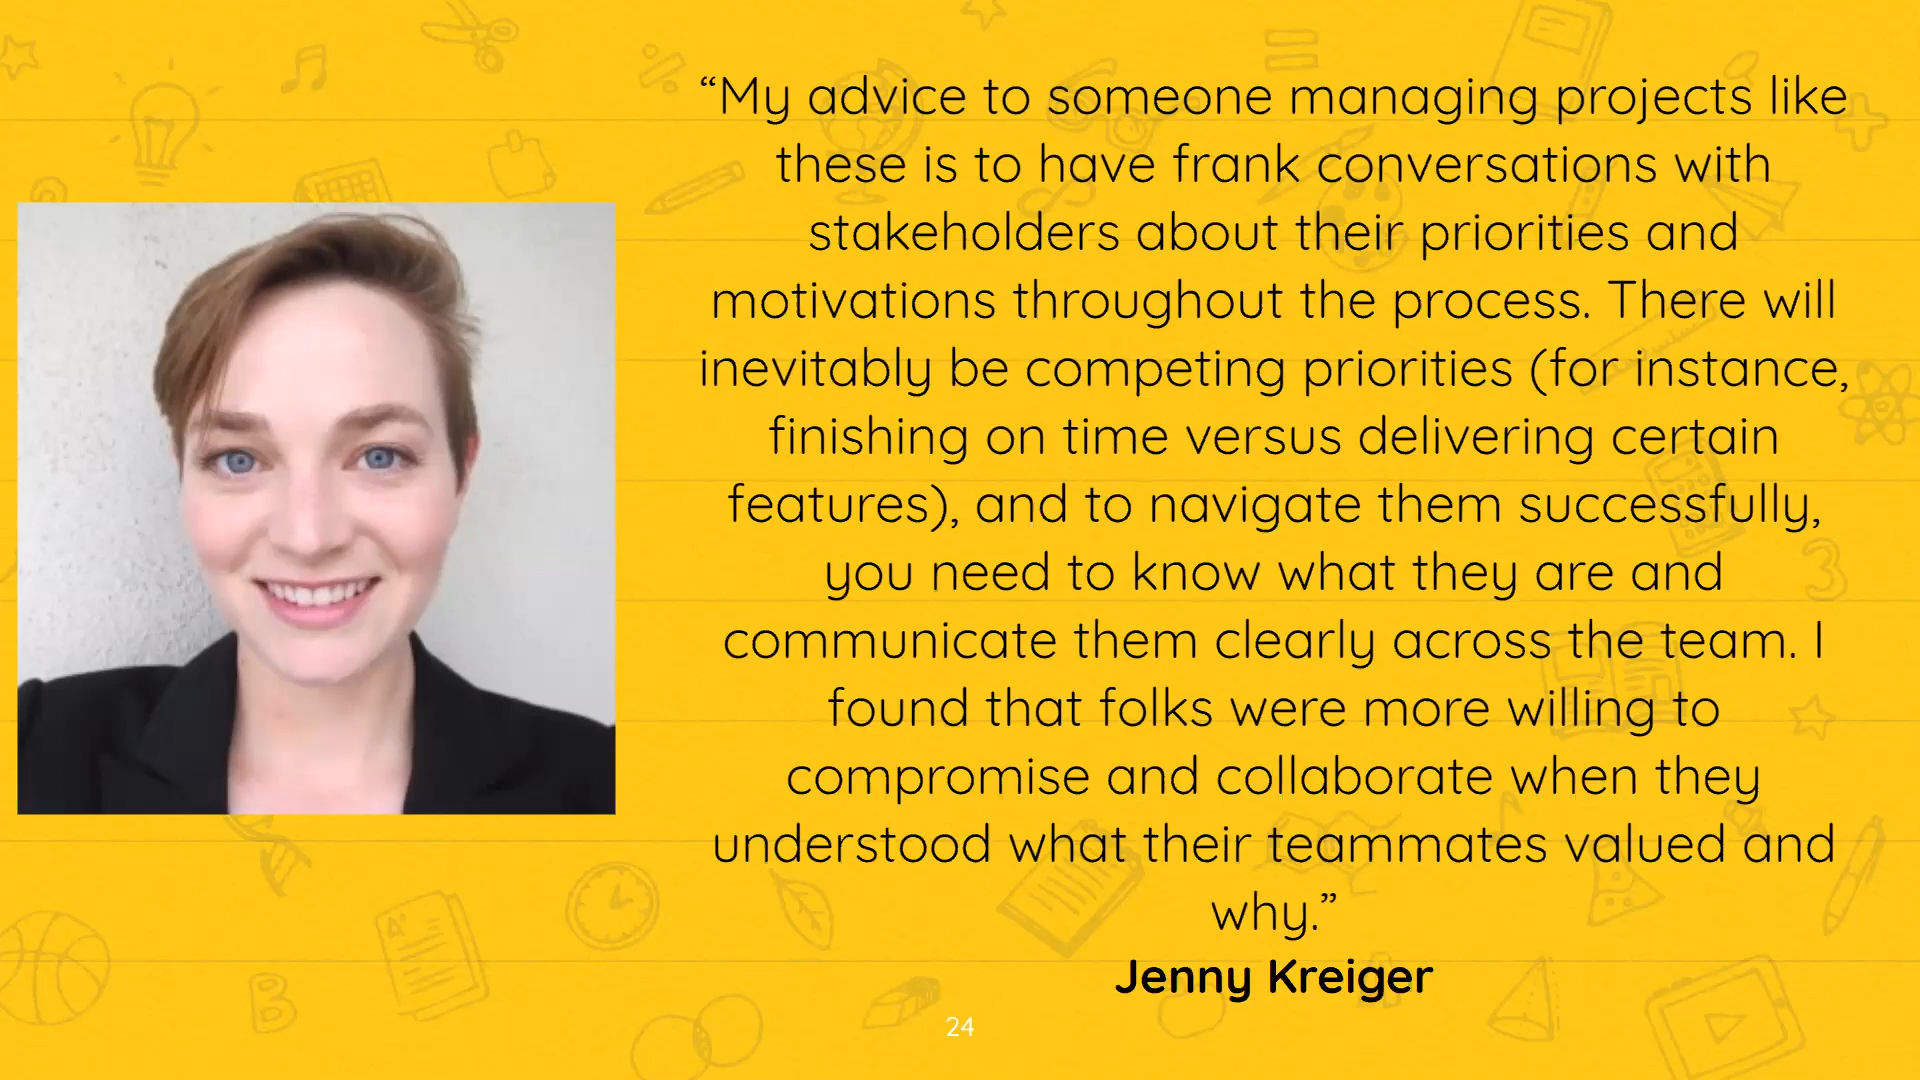 “My advice to someone managing projects like
these is to have frank conversations with
stakeholders about their priorities and
motivations throughout the process. There will
inevitably be competing priorities (for instance,
finishing on time versus delivering certain
features), and to navigate them successfully,
you need to know what they are and
communicate them clearly across the team. I
found that folks were more willing to
compromise and collaborate when they
understood what their teammates valued and
why.”
Jenny Kreiger
24